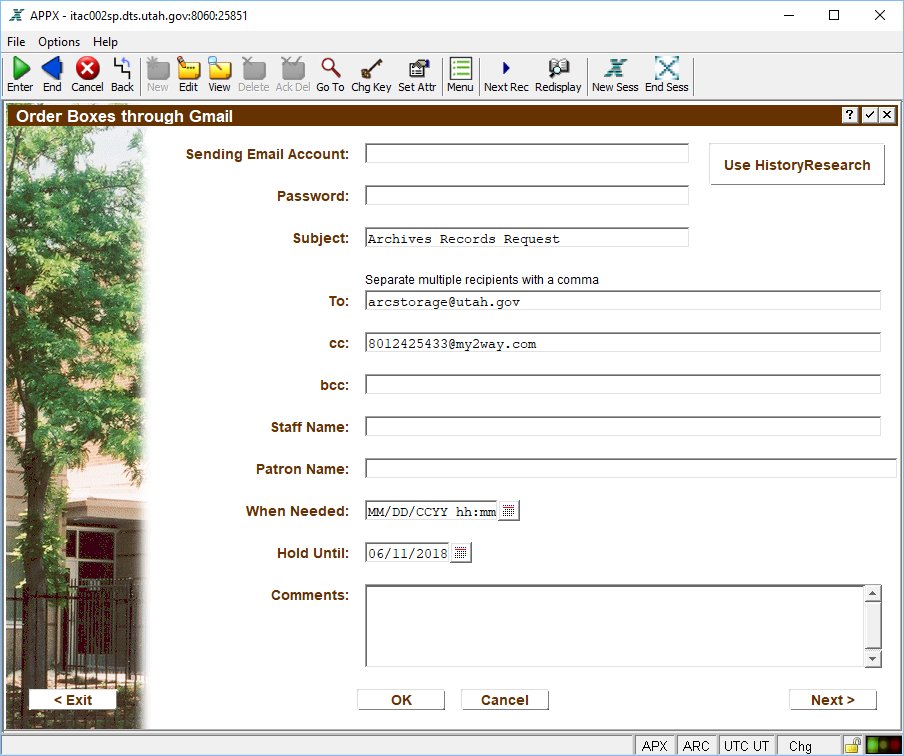 APPX - itac002sp.dts.utah.gov:8060:25851
File Options Help
Enter End Cancel Back New Edit View Delete Ack Del Go To Chg Key Set Attr Menu Next Rec Redisplay New Sess End Sess
Order Boxes through Gmail
Sending Email Account:
Use HistoryResearch
Password:
Subject: Archives Records Request
Separate multiple recipients with a comma
To: arcstorage@utah.gov
cc: 8012425433@my2way.com
bcc:
Staff Name:
Patron Name:
When Needed: MM/DD/CCYY hh:mm
Hold Until: 06/11/2018
Comments:
< Exit OK Cancel Next >
APX ARC UTC UT Chg